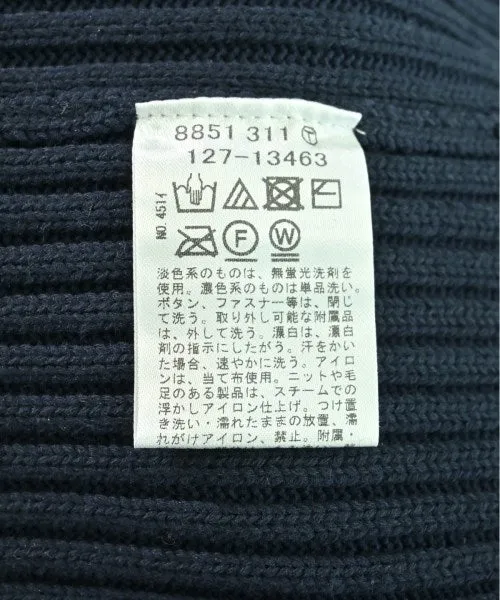 8851 311 Ⓣ
127-13463
NO.451イ
F W
淡色系のものは、無蛍光洗剤を
使用。濃色系のものは単品洗い。
ボタン、ファスナー等は、閉じ
て洗う。取り外し可能な附属品
は、外して洗う。漂白は、漂白
剤の指示にしたがう。汗をかい
た場合、速やかに洗う。アイロ
ンは、当て布使用。ニットや毛
足のある製品は、スチームでの
浮かしアイロン仕上げ。つけ置
き洗い・濡れたままの放置、濡
れがけアイロン、禁止。附属・